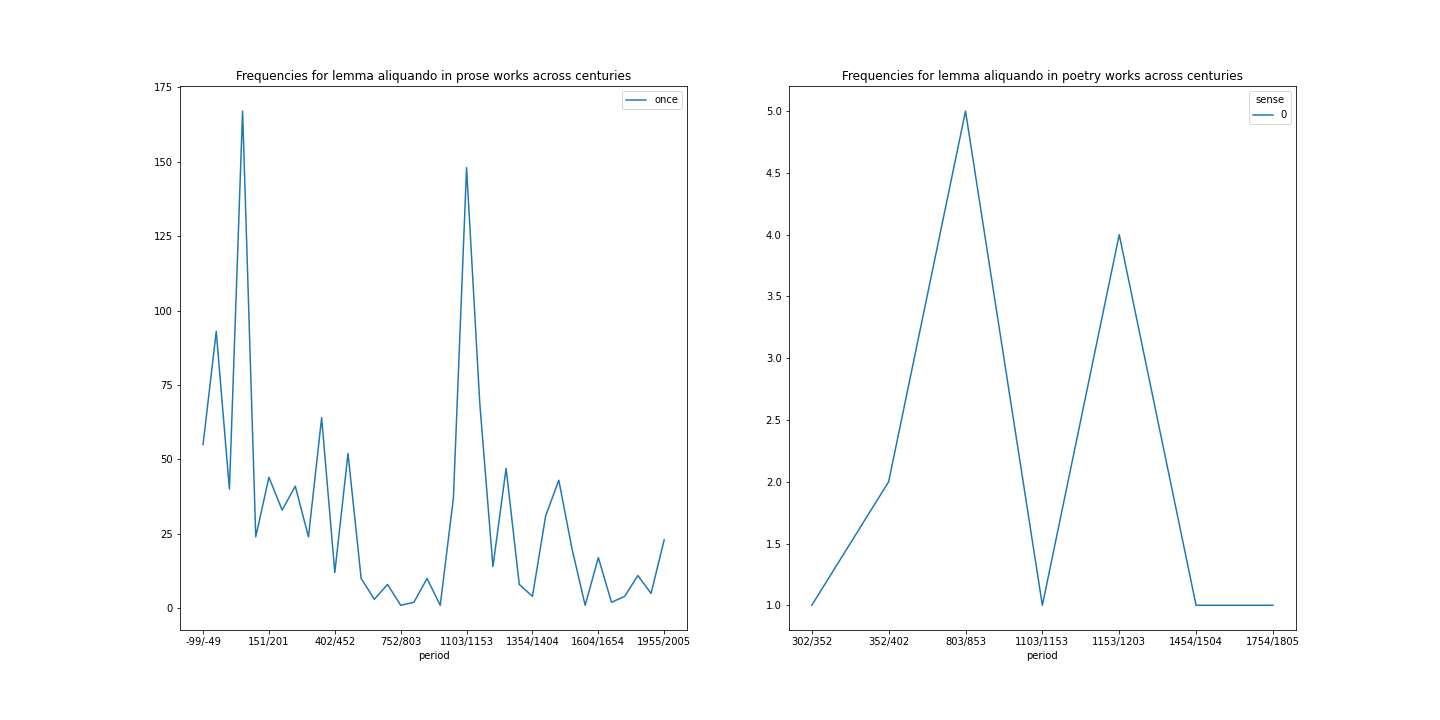 Frequencies for lemma aliquando in prose works across centuries
175
150
125
100
75
50
25
0
once
-99/-49 151/201 402/452 752/803 1103/1153 1354/1404 1604/1654 1955/2005
period
Frequencies for lemma aliquando in poetry works across centuries
5.0
4.5
4.0
3.5
3.0
2.5
2.0
1.5
1.0
sense
0
302/352 352/402 803/853 1103/1153 1153/1203 1454/1504 1754/1805
period